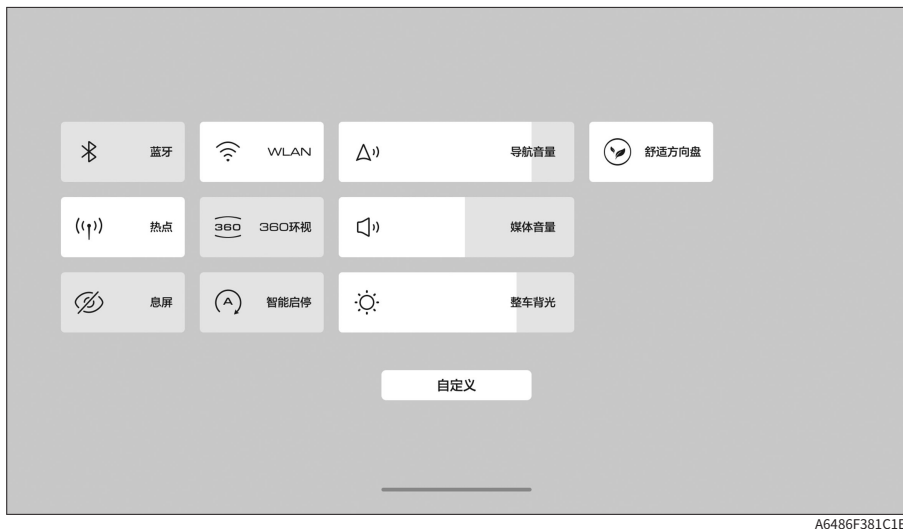 蓝牙
WLAN
导航音量
舒适方向盘
热点
360
360环视
媒体音量
息屏
A
智能启停
整车背光
自定义
A6486F381C1E